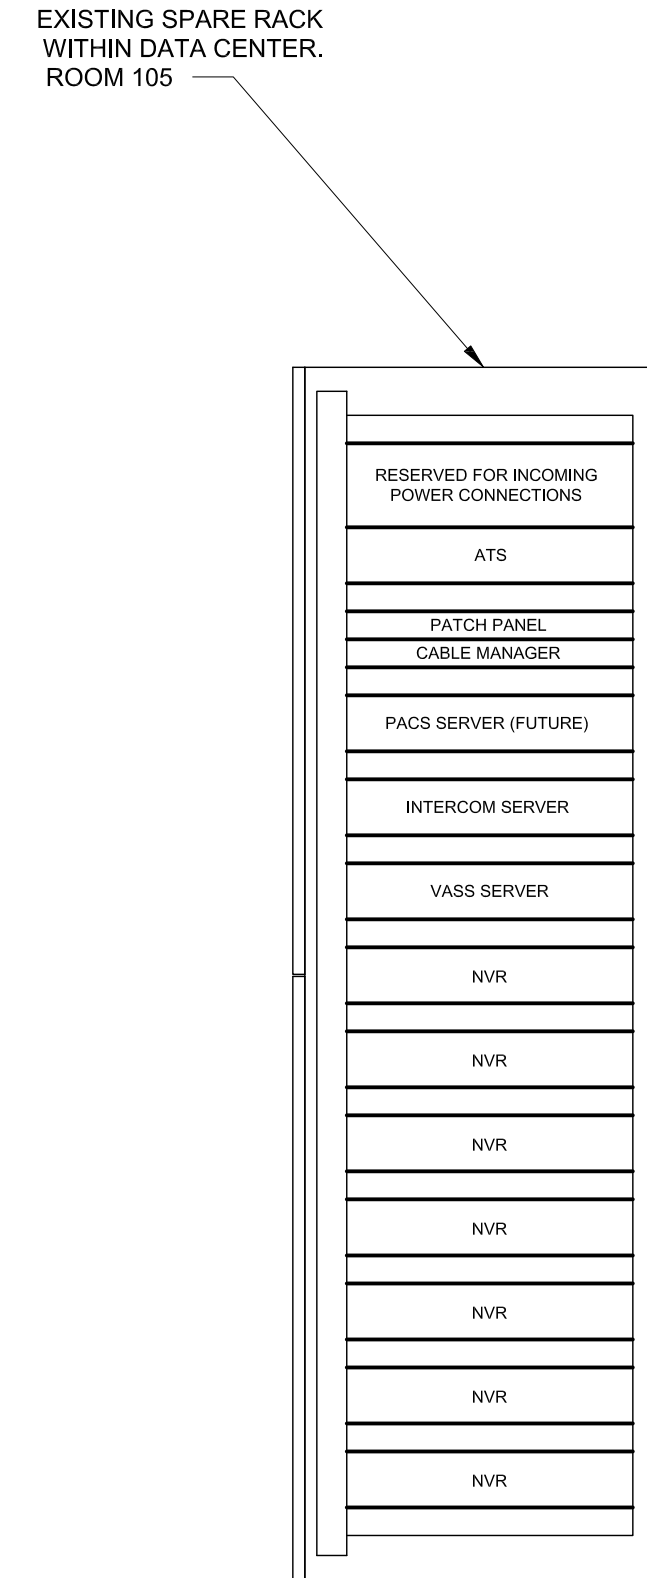 EXISTING SPARE RACK
WITHIN DATA CENTER.
ROOM 105
RESERVED FOR INCOMING
POWER CONNECTIONS
ATS
PATCH PANEL
CABLE MANAGER
PACS SERVER (FUTURE)
INTERCOM SERVER
VASS SERVER
NVR
NVR
NVR
NVR
NVR
NVR
NVR